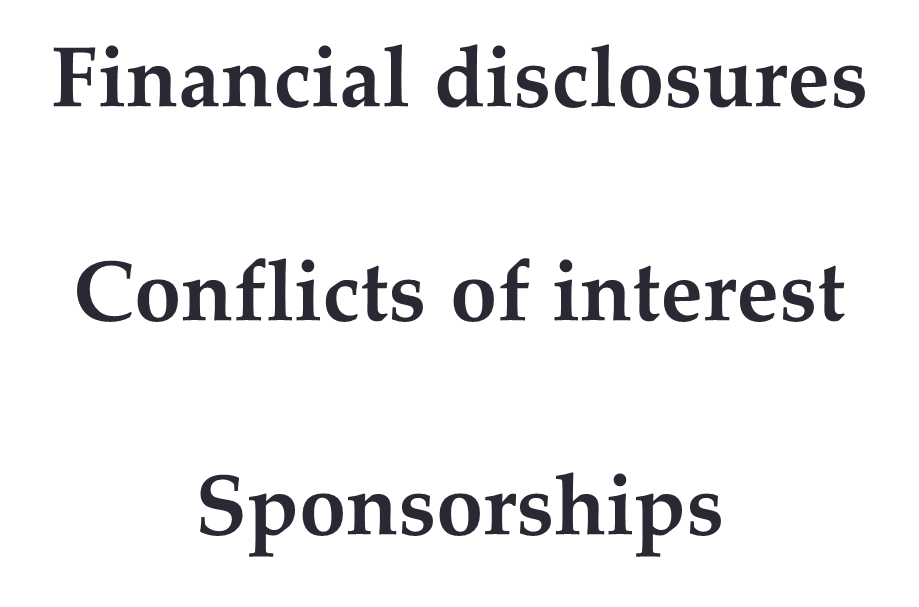 Financial disclosures
Conflicts of interest
Sponsorships